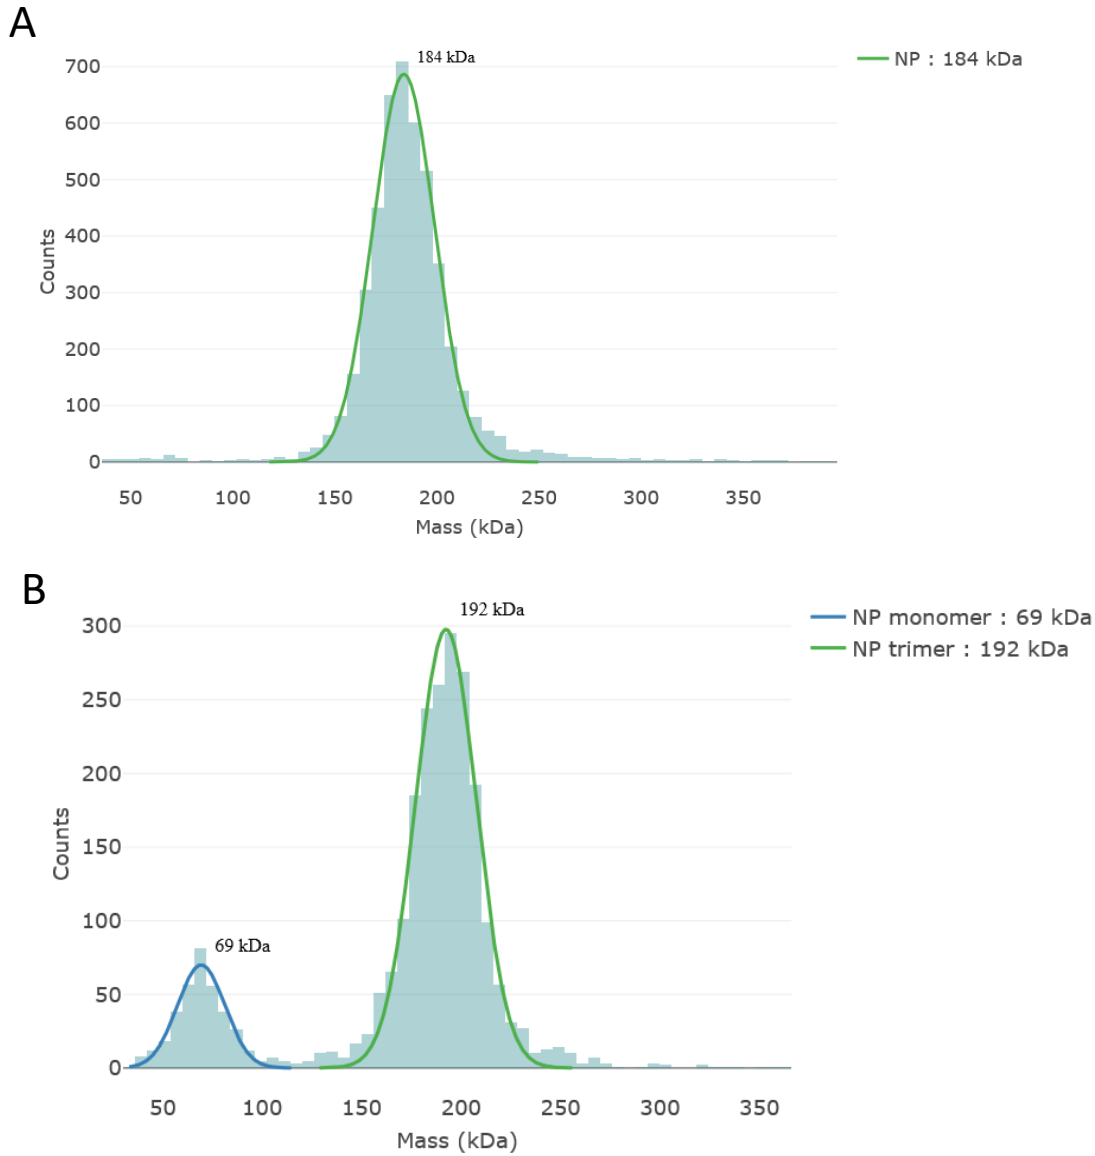 A
184 kDa
NP : 184 kDa
700
600
500
400
300
200
100
0
Counts
50 100 150 200 250 300 350
Mass (kDa)
B
192 kDa
NP monomer : 69 kDa
NP trimer : 192 kDa
300
250
200
150
100
50
0
Counts
69 kDa
50 100 150 200 250 300 350
Mass (kDa)